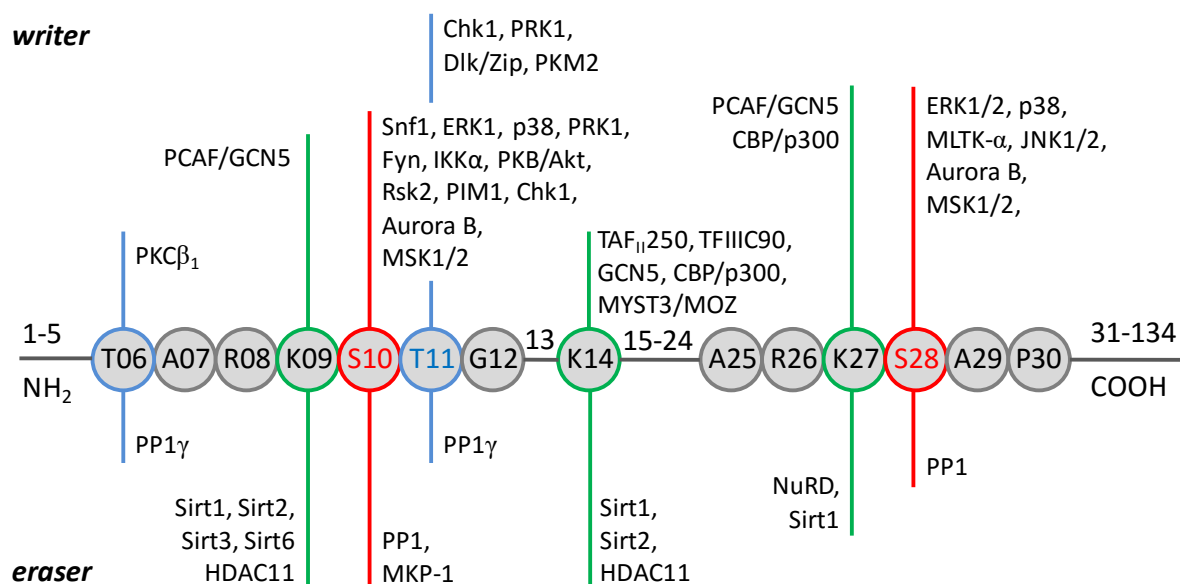 writer
Chk1, PRK1,
Dlk/Zip, PKM2
PCAF/GCN5
Snf1, ERK1, p38, PRK1,
Fyn, IKKα, PKB/Akt,
Rsk2, PIM1, Chk1,
Aurora B,
MSK1/2
PCAF/GCN5
CBP/p300
ERK1/2, p38,
MLTK-α, JNK1/2,
Aurora B,
MSK1/2,
PKCβ₁
TAF_II250, TFIIIC90,
GCN5, CBP/p300,
MYST3/MOZ
1-5
13
15-24
31-134
T06 A07 R08 K09 S10 T11 G12 K14 A25 R26 K27 S28 A29 P30
NH₂
COOH
PP1γ
PP1γ
PP1
Sirt1, Sirt2,
Sirt3, Sirt6
HDAC11
PP1,
MKP-1
Sirt1,
Sirt2,
HDAC11
NuRD,
Sirt1
eraser